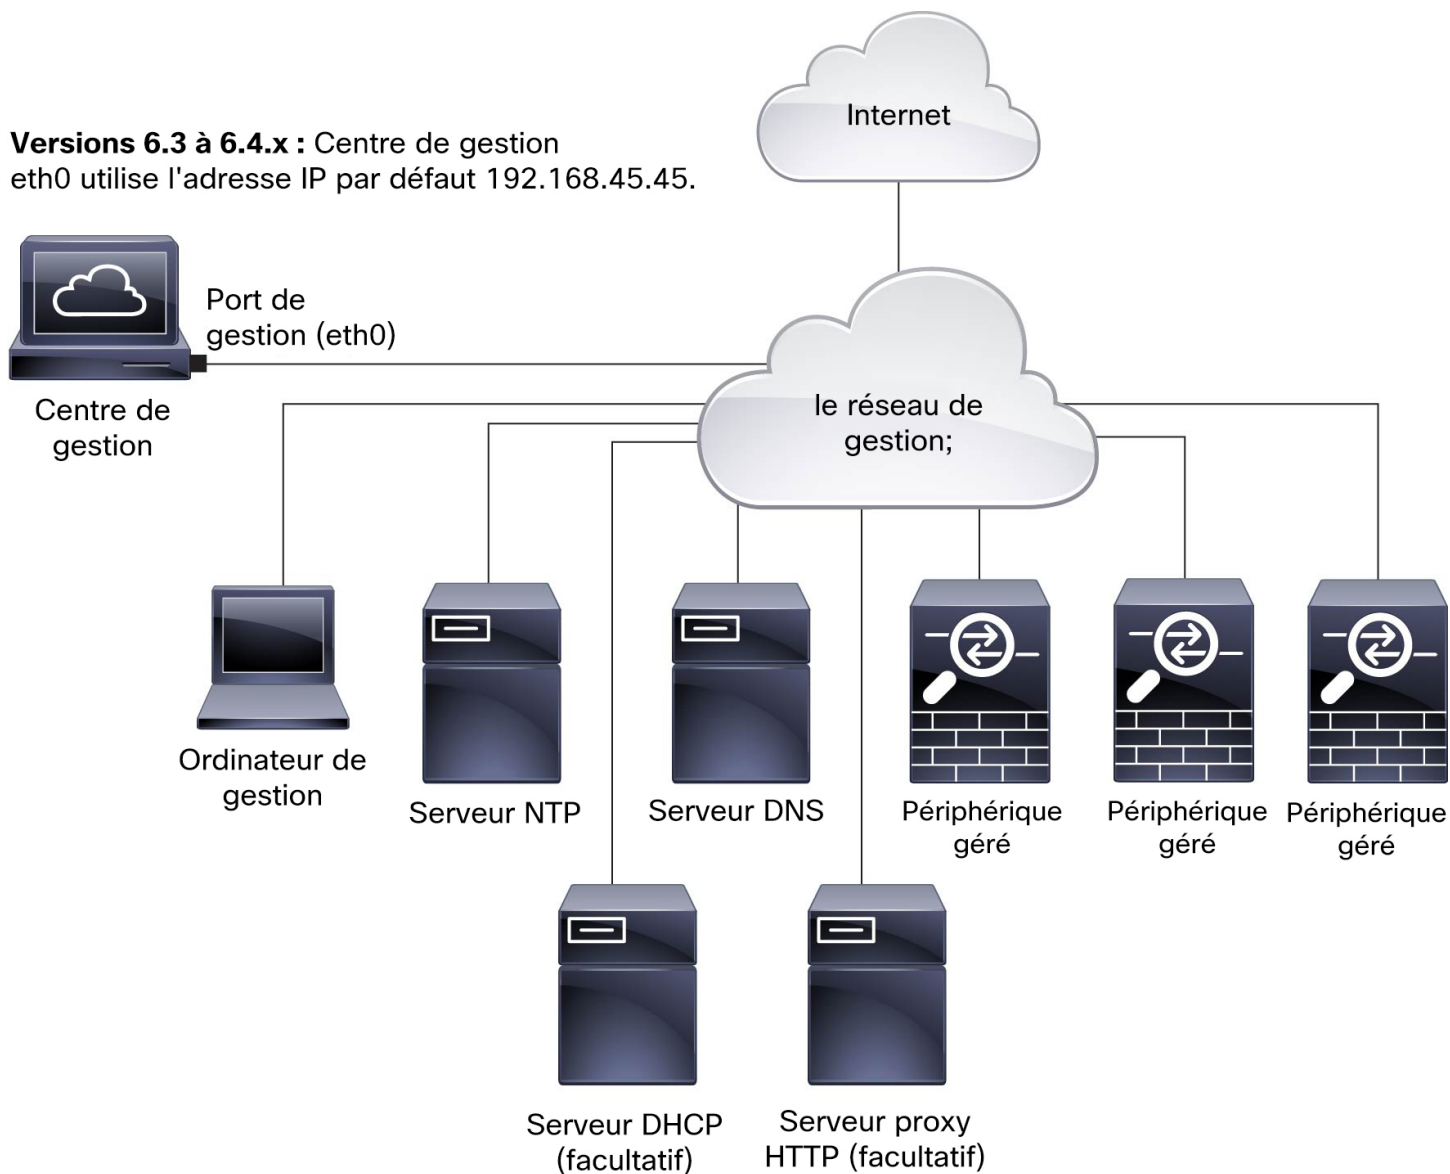 Internet
Versions 6.3 à 6.4.x : Centre de gestion
eth0 utilise l'adresse IP par défaut 192.168.45.45.
Port de
gestion (eth0)
Centre de
gestion
le réseau de
gestion;
Ordinateur de
gestion
Serveur NTP
Serveur DNS
Périphérique
géré
Périphérique
géré
Périphérique
géré
Serveur DHCP
(facultatif)
Serveur proxy
HTTP (facultatif)